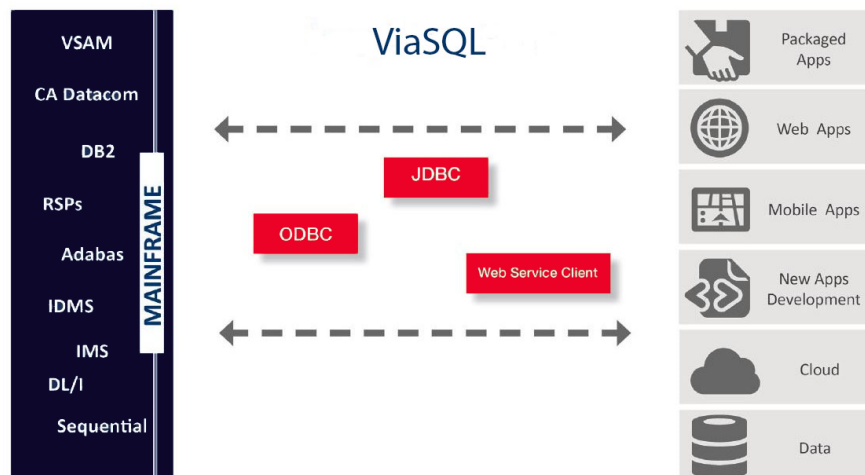 ViaSQL
VSAM
CA Datacom
DB2
RSPs
Adabas
IDMS
IMS
DL/I
Sequential
MAINFRAME
JDBC
ODBC
Web Service Client
Packaged
Apps
Web Apps
Mobile Apps
New Apps
Development
Cloud
Data